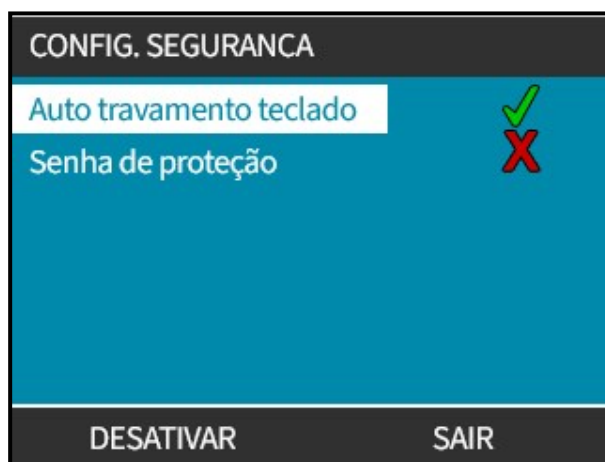 CONFIG. SEGURANCA
Auto travamento teclado
Senha de proteção
DESATIVAR SAIR